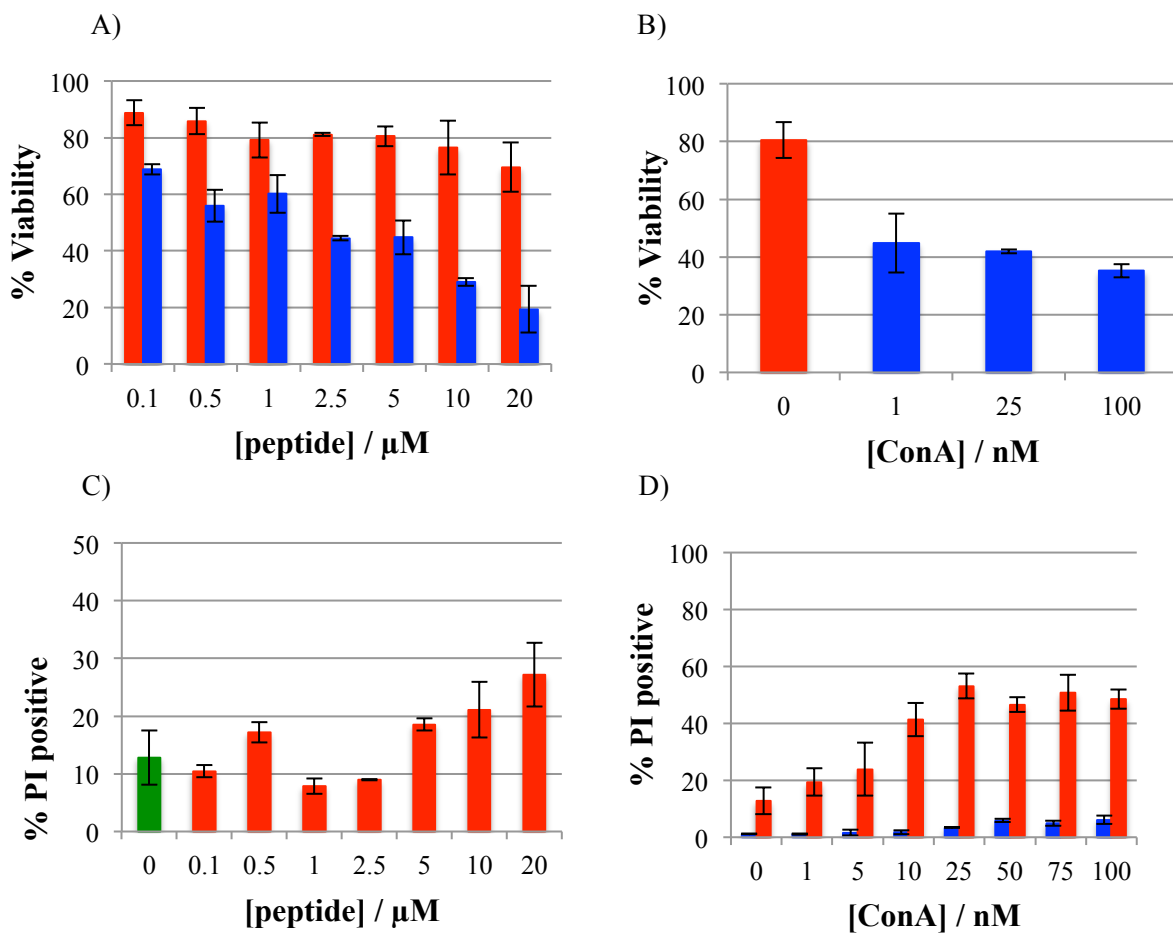 A)
% Viability
100
80
60
40
20
0
0.1 0.5 1 2.5 5 10 20
[peptide] / µM
B)
% Viability
100
80
60
40
20
0
0 1 25 100
[ConA] / nM
C)
% PI positive
50
40
30
20
10
0
0 0.1 0.5 1 2.5 5 10 20
[peptide] / µM
D)
% PI positive
100
80
60
40
20
0
0 1 5 10 25 50 75 100
[ConA] / nM